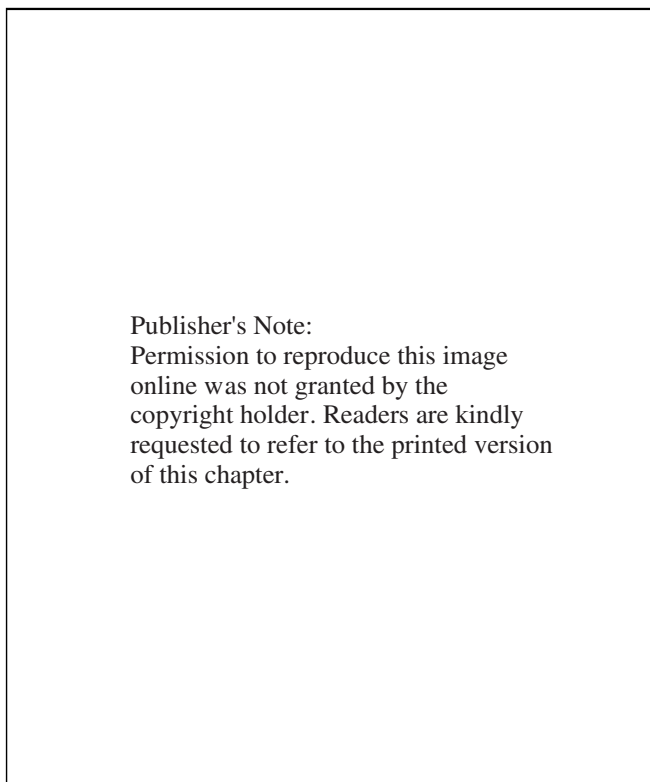 Publisher's Note:
Permission to reproduce this image
online was not granted by the
copyright holder. Readers are kindly
requested to refer to the printed version
of this chapter.